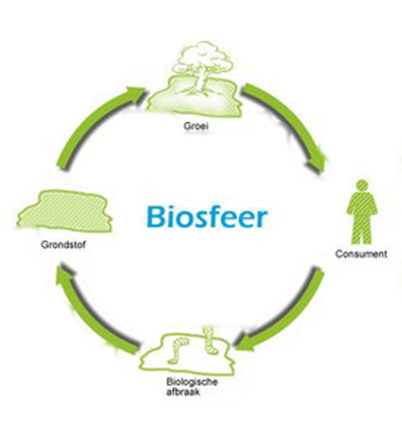 Groei
Biosfeer
Grondstof
Consument
Biologische
afbraak